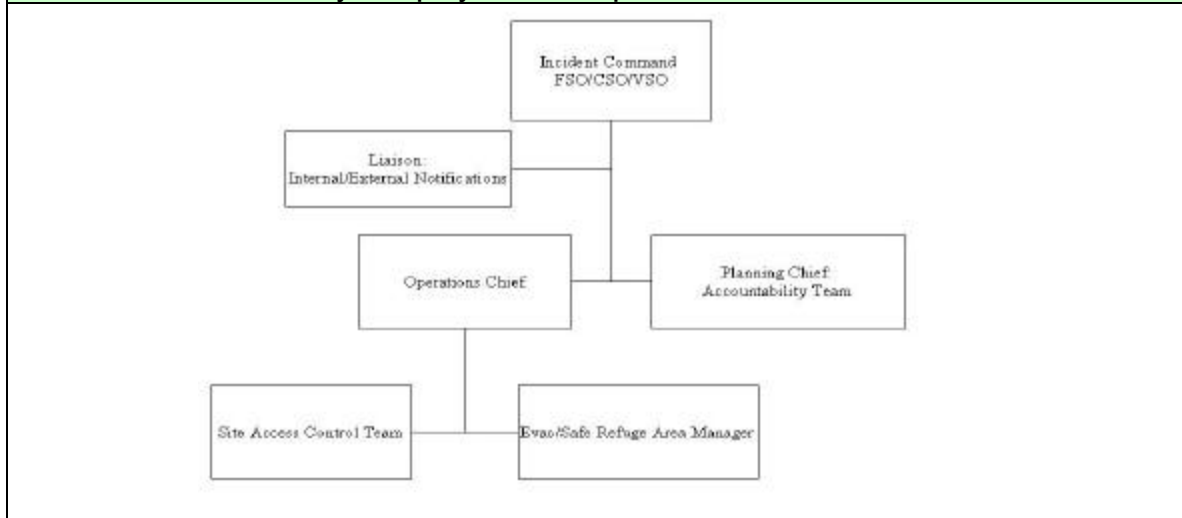 Incident Command
FSO/CSO/VSO
Liaison:
Internal/External Notifications
Operations Chief
Planning Chief
Accountability Team
Site Access Control Team
Evac/Safe Refuge Area Manager